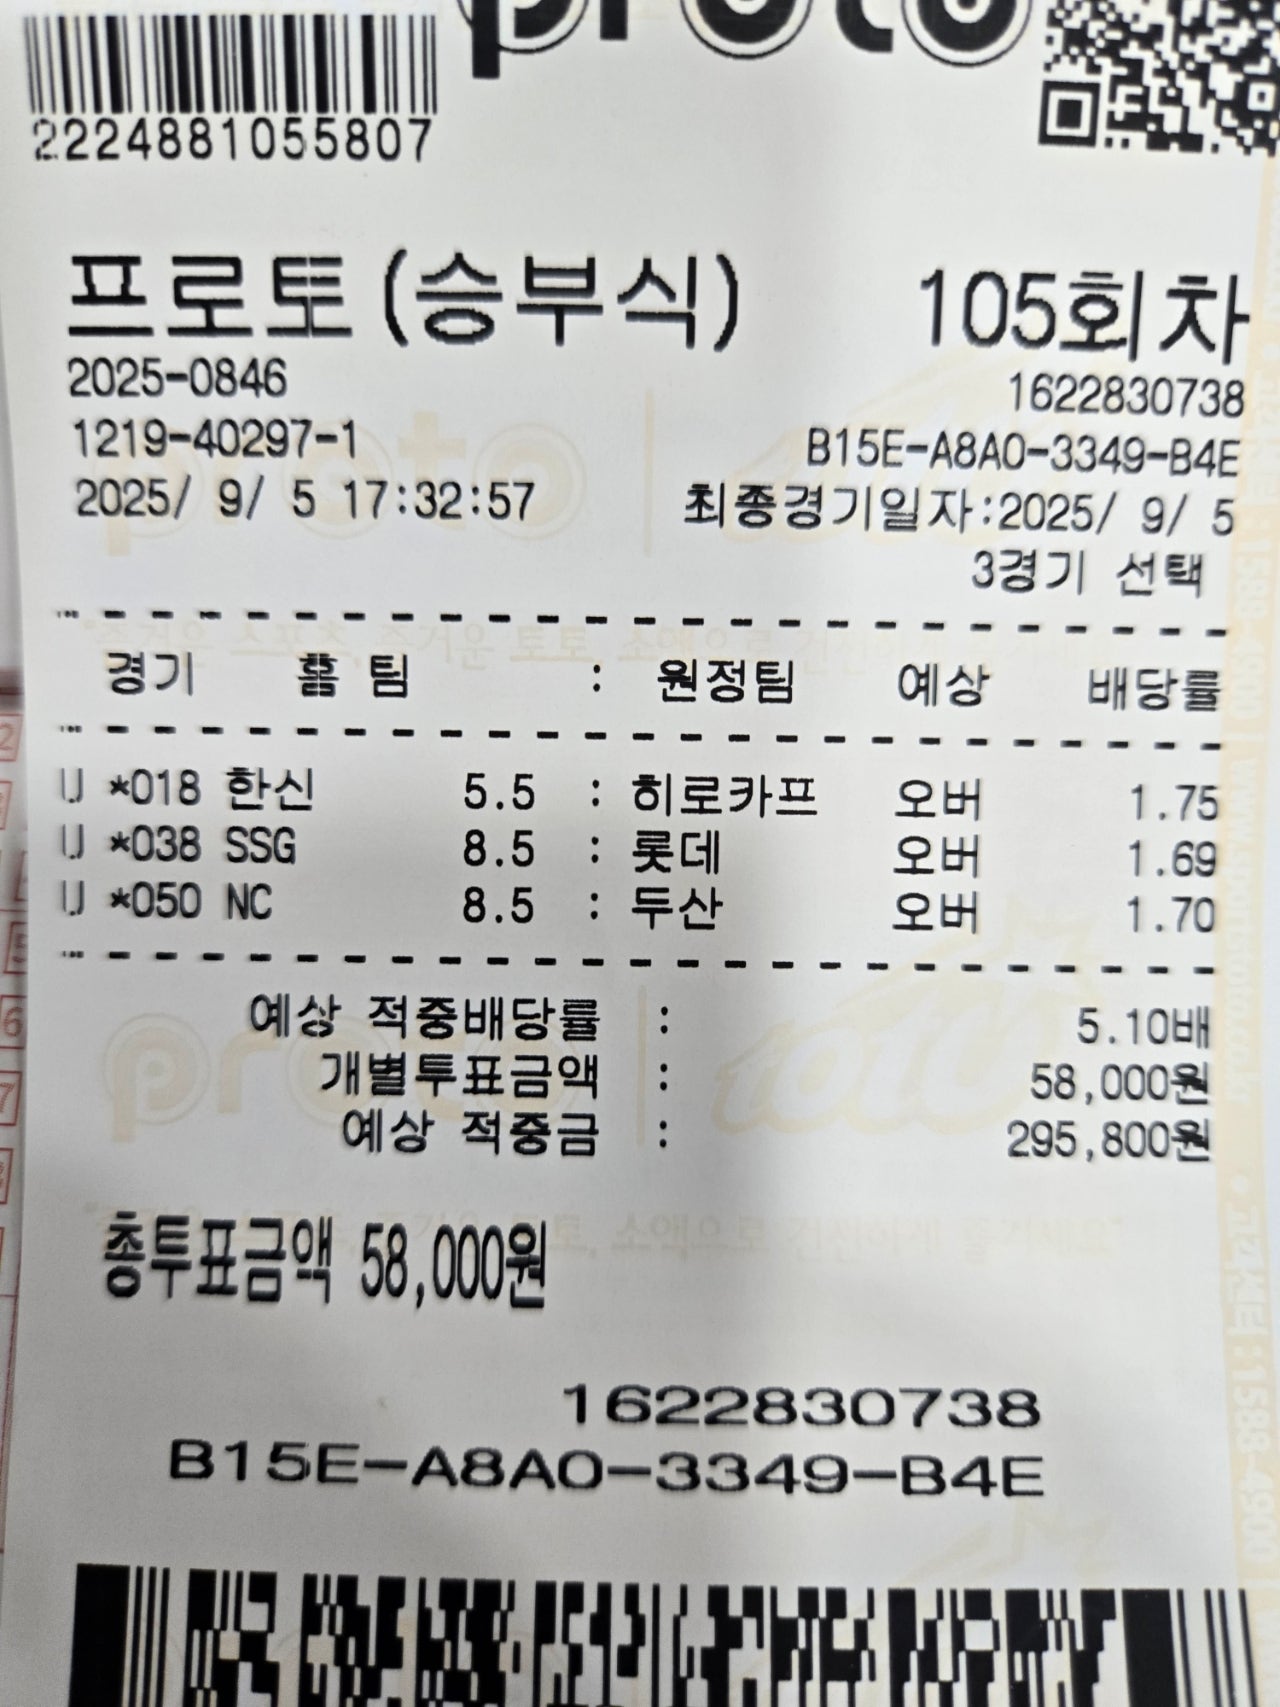 proto
2224881055807
프로토(승부식) 105회차
2025-0846 1622830738
1219-40297-1 B15E-A8A0-3349-B4E
2025/ 9/ 5 17:32:57 최종경기일자:2025/ 9/ 5
3경기 선택
경기 홈팀 : 원정팀 예상 배당률
U *018 한신 5.5 : 히로카프 오버 1.75
U *038 SSG 8.5 : 롯데 오버 1.69
U *050 NC 8.5 : 두산 오버 1.70
예상 적중배당률 : 5.10배
개별투표금액 : 58,000원
예상 적중금 : 295,800원
총투표금액 58,000원
1622830738
B15E-A8A0-3349-B4E